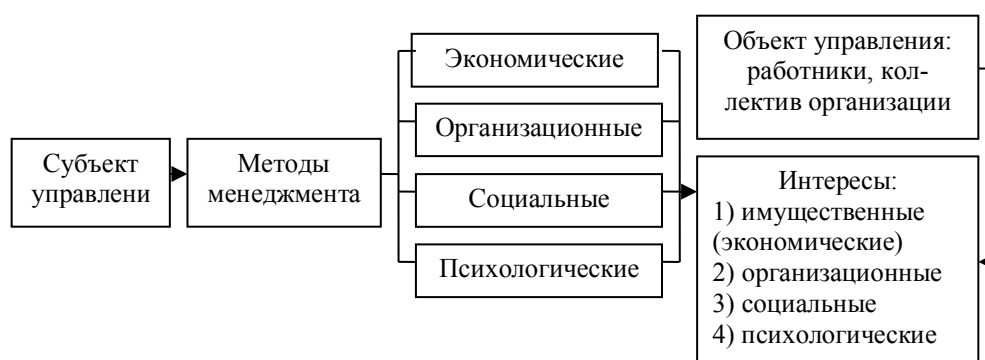 Субъект
управлени
Методы
менеджмента
Экономические
Организационные
Социальные
Психологические
Объект управления:
работники, кол-
лектив организации
Интересы:
1) имущественные
(экономические)
2) организационные
3) социальные
4) психологические